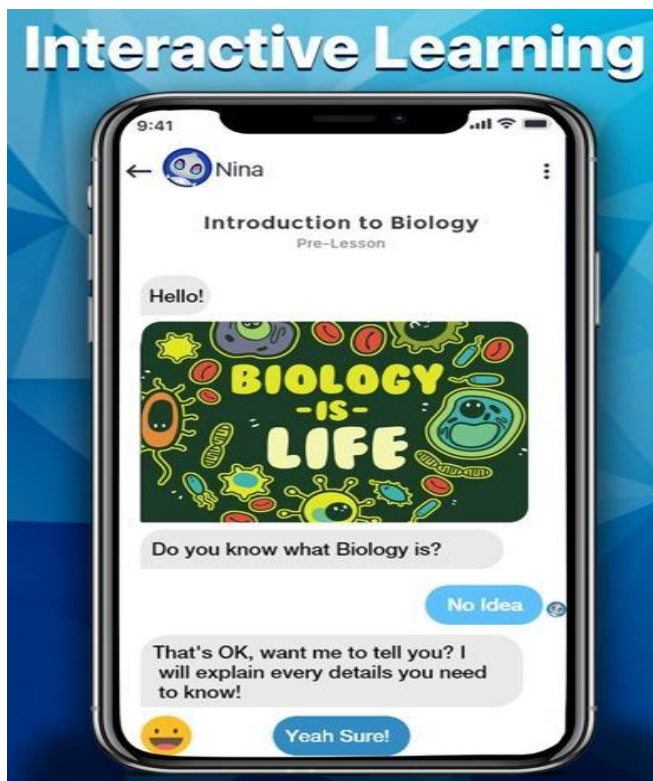 Interactive Learning
9:41
Nina
Introduction to Biology
Pre-Lesson
Hello!
BIOLOGY
-IS-
LIFE
Do you know what Biology is?
No Idea
That's OK, want me to tell you? I
will explain every details you need
to know!
Yeah Sure!